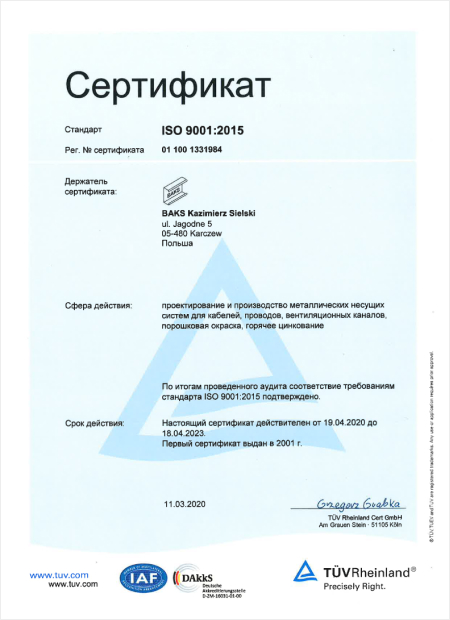 Сертификат
Стандарт ISO 9001:2015
Рег. № сертификата 01 100 1331984
Держатель
сертификата:
BAKS
BAKS Kazimierz Sielski
ul. Jagodne 5
05-480 Karczew
Польша
Сфера действия: проектирование и производство металлических несущих
систем для кабелей, проводов, вентиляционных каналов,
порошковая окраска, горячее цинкование
По итогам проведенного аудита соответствие требованиям
стандарта ISO 9001:2015 подтверждено.
Срок действия: Настоящий сертификат действителен от 19.04.2020 до
18.04.2023.
Первый сертификат выдан в 2001 г.
11.03.2020
Grzegorz Grabka
TÜV Rheinland Cert GmbH
Am Grauen Stein · 51105 Köln
® TÜV, TUEV and TUV are registered trademarks. Any use or application requires prior approval.
www.tuv.com
www.tuv.com
IAF
DAkkS
Deutsche
Akkreditierungsstelle
D-ZM-16031-01-00
TÜVRheinland®
Precisely Right.